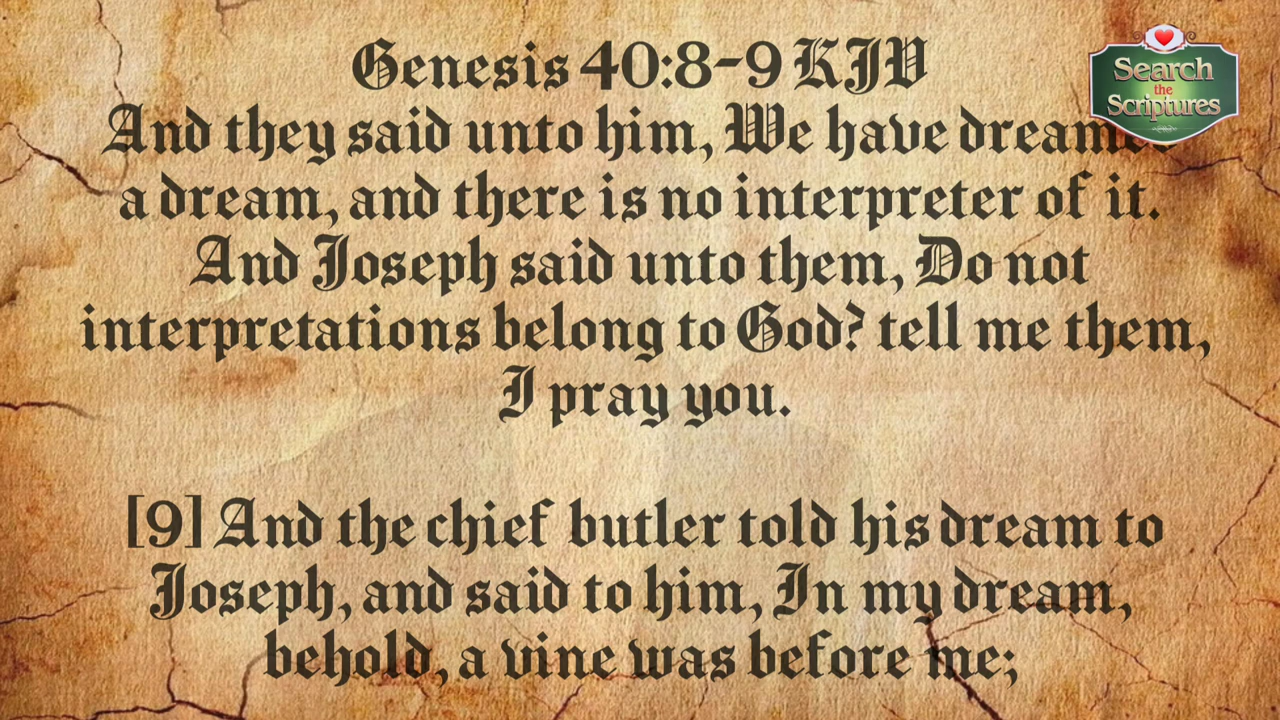 Genesis 40:8-9 KJV
And they said unto him, We have dreamed
a dream, and there is no interpreter of it.
And Joseph said unto them, Do not
interpretations belong to God? tell me them,
I pray you.
[9] And the chief butler told his dream to
Joseph, and said to him, In my dream,
behold, a vine was before me;
Search
the
Scriptures